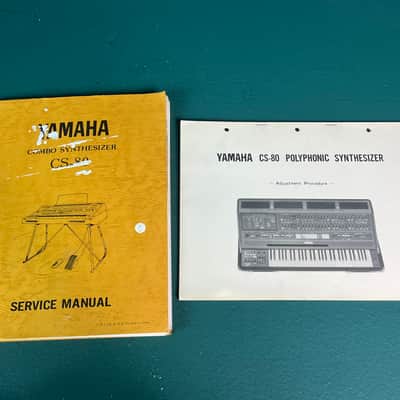 YAMAHA
COMBO SYNTHESIZER
CS-80
SERVICE MANUAL
YAMAHA CS-80 POLYPHONIC SYNTHESIZER
- Adjustment Procedure -